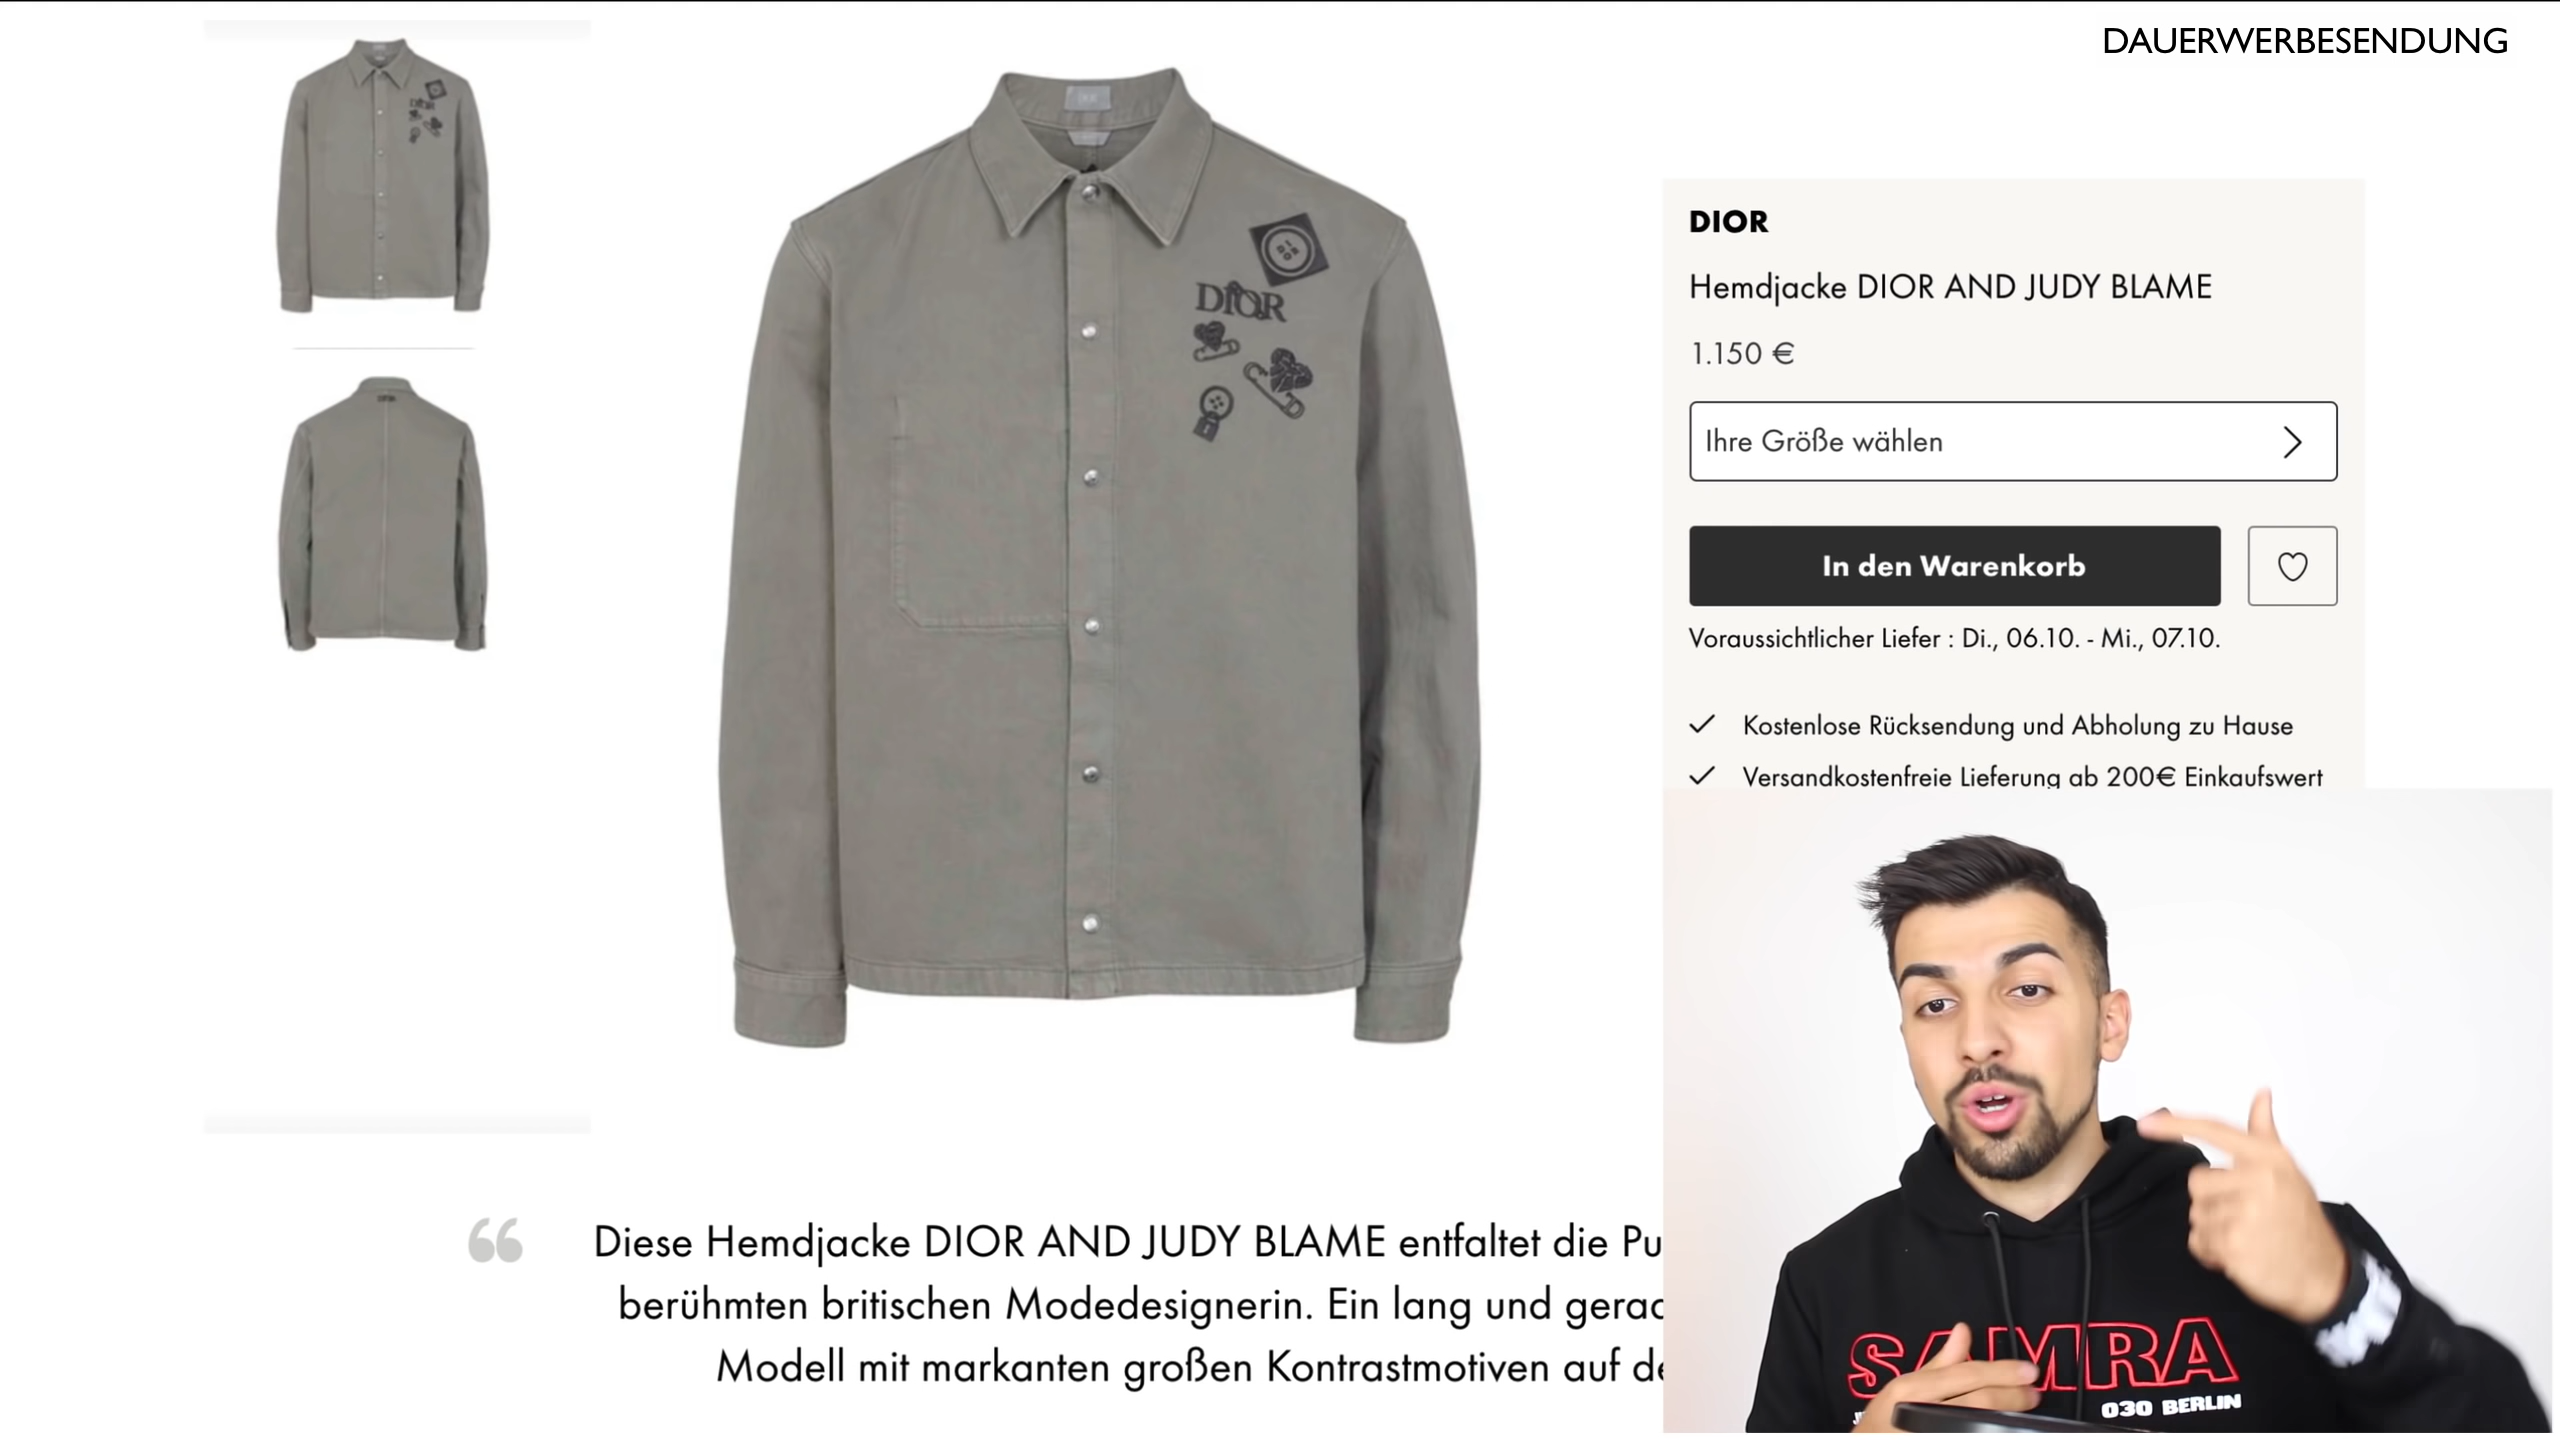 DAUERWERBESENDUNG
DIOR
DIOR
Hemdjacke DIOR AND JUDY BLAME
1.150 €
Ihre Größe wählen
In den Warenkorb
Voraussichtlicher Liefer : Di., 06.10. - Mi., 07.10.
Kostenlose Rücksendung und Abholung zu Hause
Versandkostenfreie Lieferung ab 200€ Einkaufswert
“ Diese Hemdjacke DIOR AND JUDY BLAME entfaltet die Pu
berühmten britischen Modedesignerin. Ein lang und gerad
Modell mit markanten großen Kontrastmotiven auf de
SAMRA
030 BERLIN